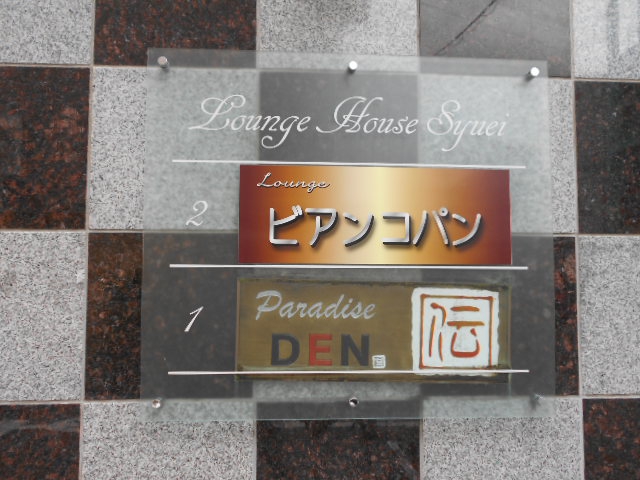 Lounge House Syuei
2
Lounge
ビアンコパン
1
Paradise
DEN
伝